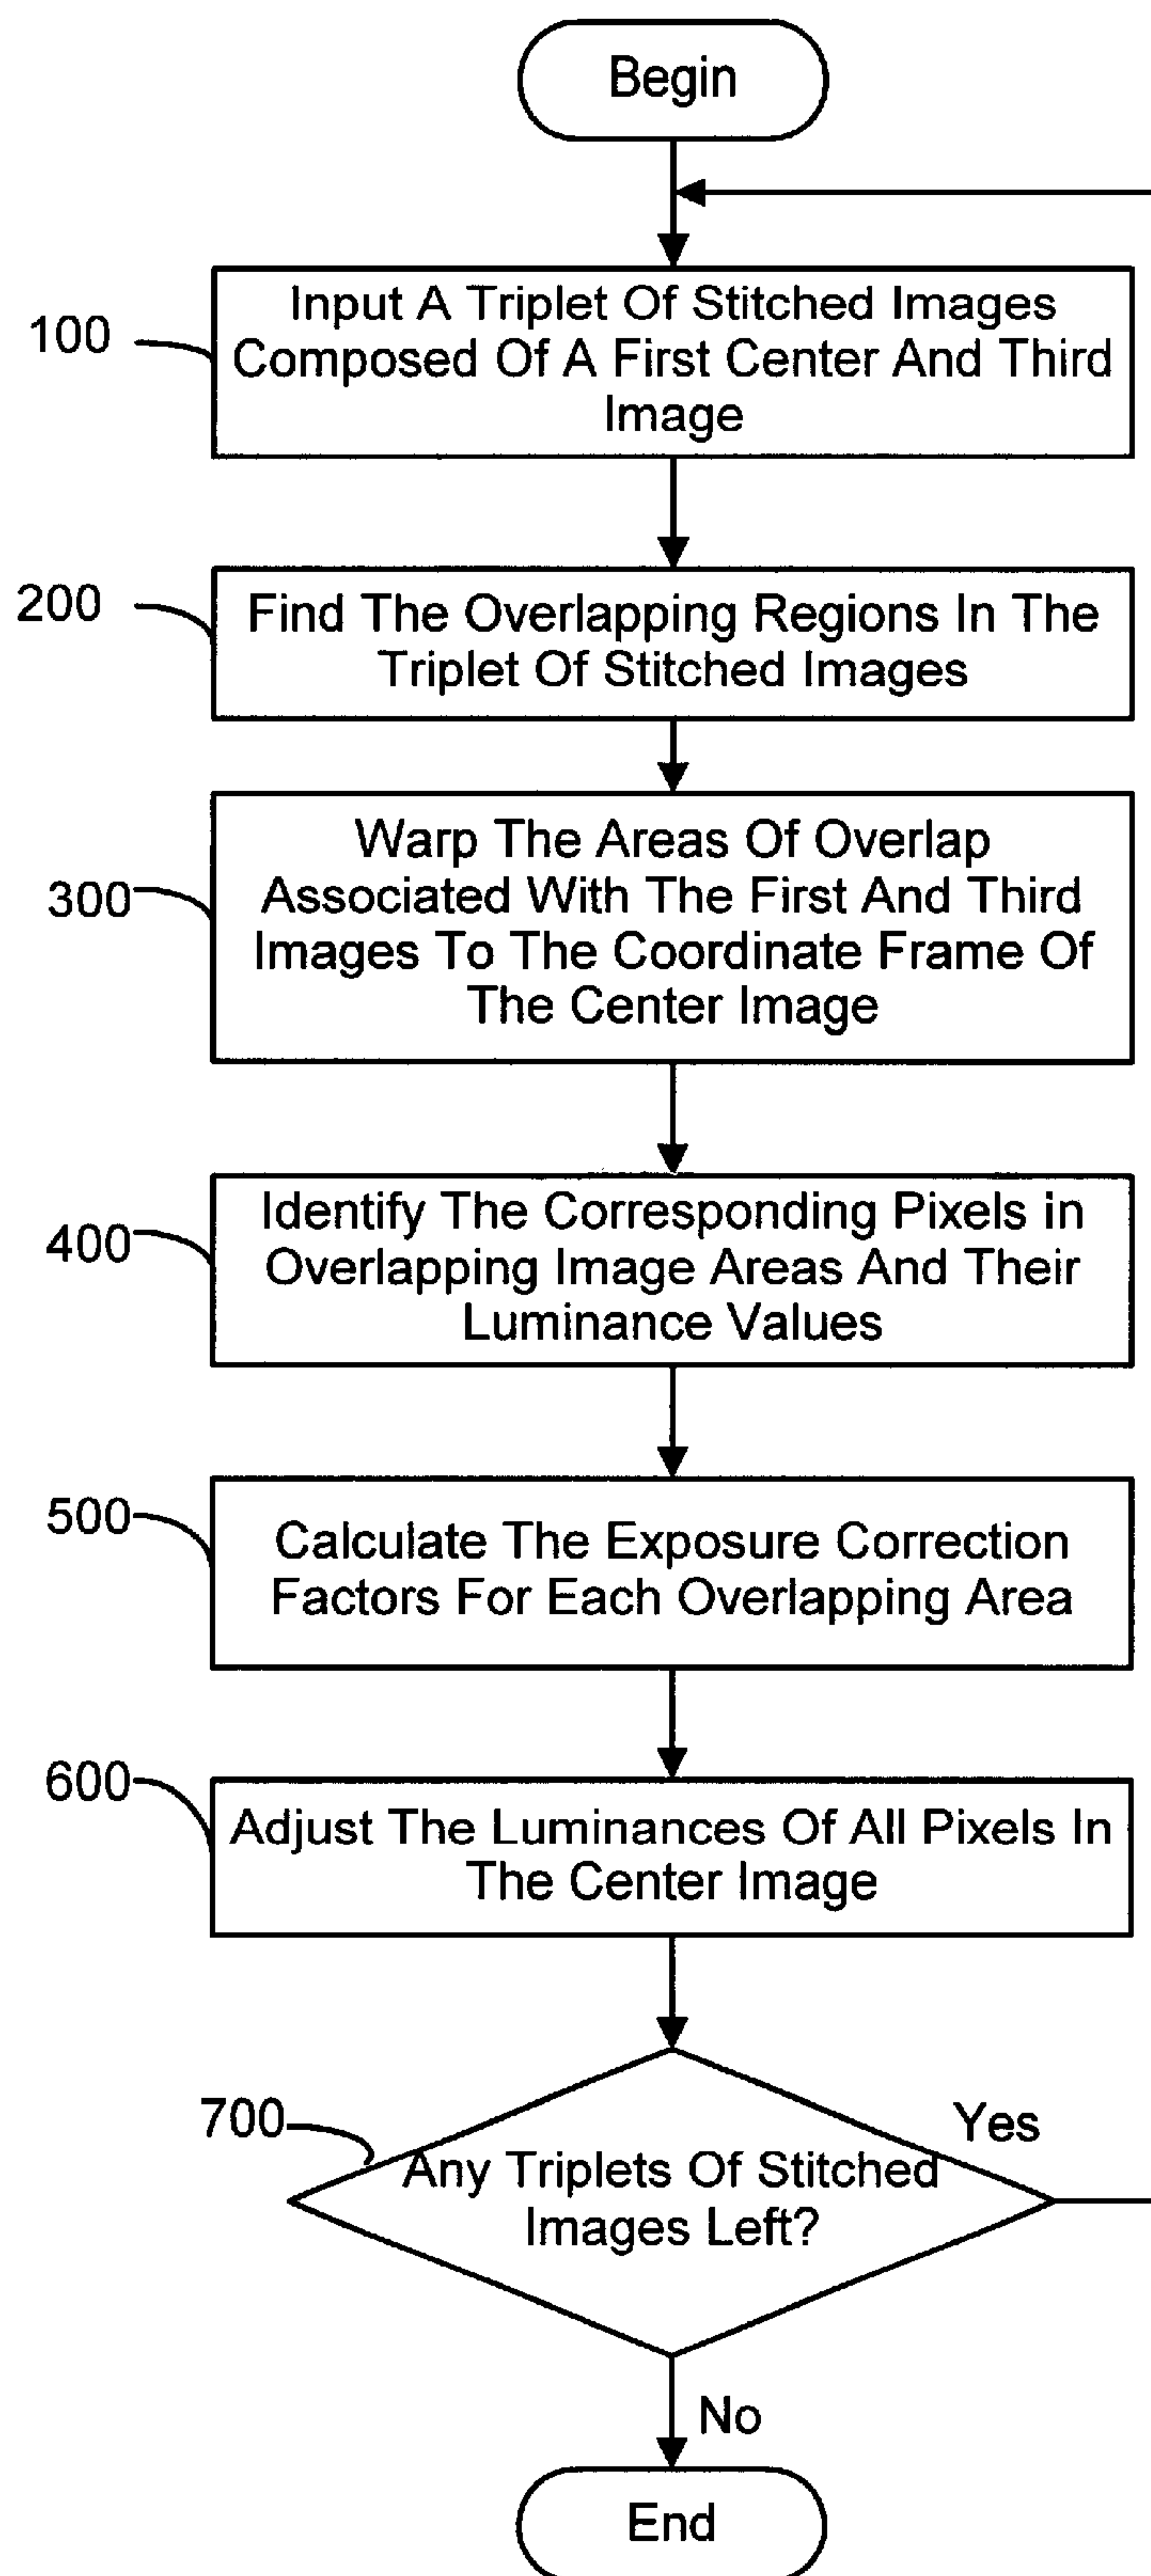 Begin
100
Input A Triplet Of Stitched Images
Composed Of A First Center And Third
Image
200
Find The Overlapping Regions In The
Triplet Of Stitched Images
300
Warp The Areas Of Overlap
Associated With The First And Third
Images To The Coordinate Frame Of
The Center Image
400
Identify The Corresponding Pixels in
Overlapping Image Areas And Their
Luminance Values
500
Calculate The Exposure Correction
Factors For Each Overlapping Area
600
Adjust The Luminances Of All Pixels In
The Center Image
700
Yes
Any Triplets Of Stitched
Images Left?
No
End